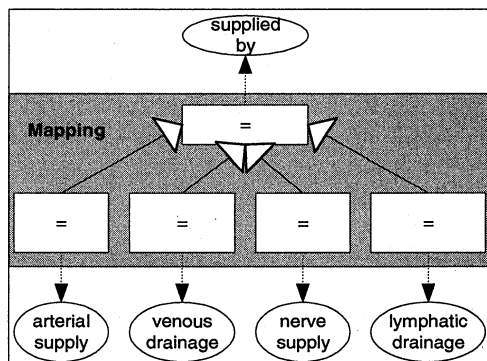 supplied
by
Mapping
=
= = = =
arterial
supply
venous
drainage
nerve
supply
lymphatic
drainage